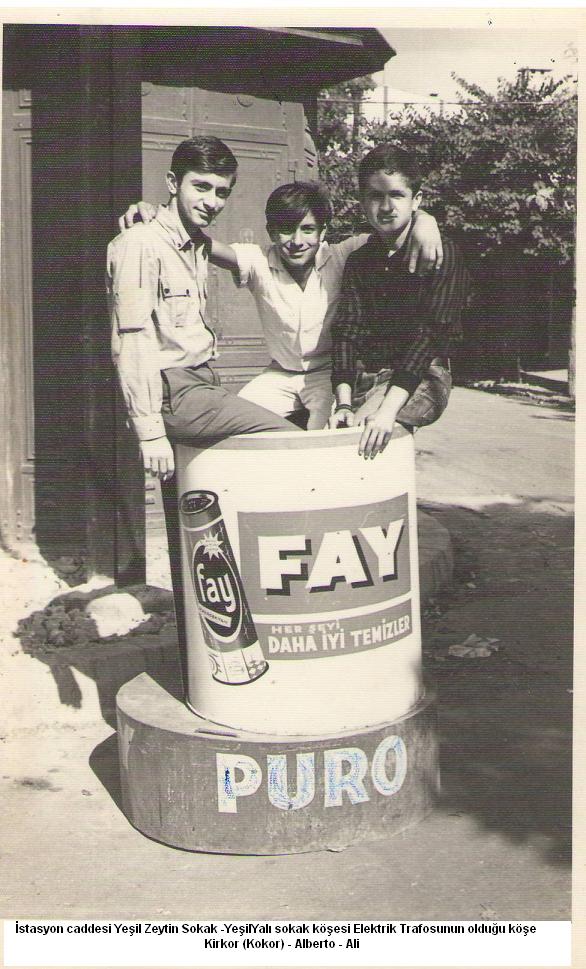 fay
FAY
HER ŞEYİ
DAHA İYİ TEMİZLER
PURO
İstasyon caddesi Yeşil Zeytin Sokak -YeşilYalı sokak köşesi Elektrik Trafosunun olduğu köşe
Kirkor (Kokor) - Alberto - Ali